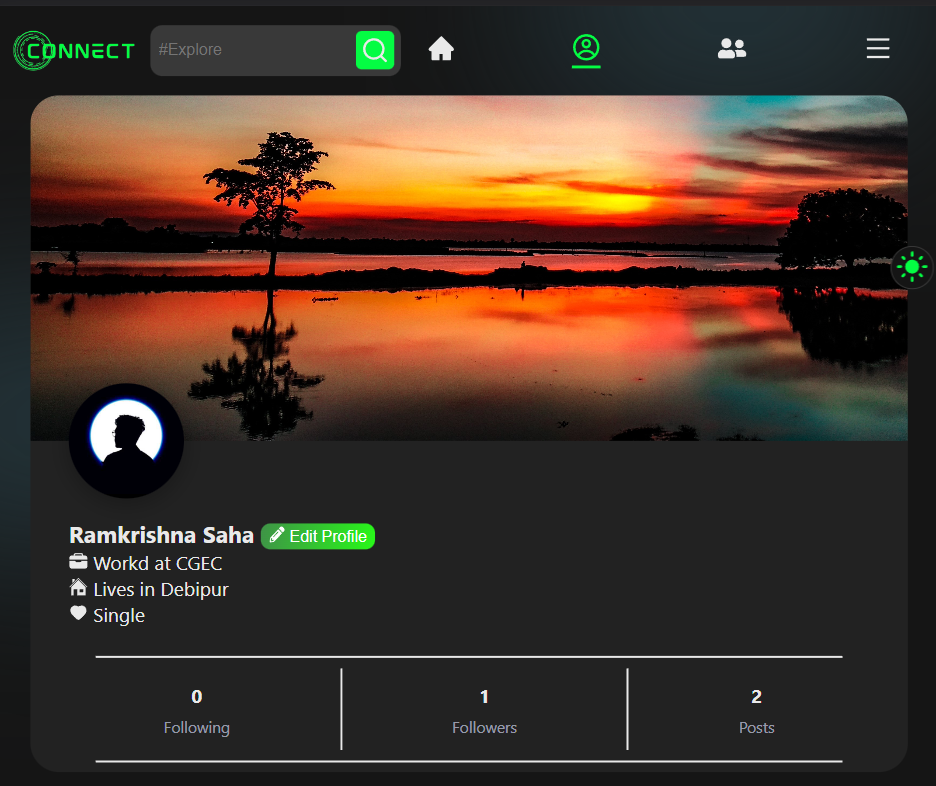 CONNECT
#Explore
Ramkrishna Saha
Edit Profile
Workd at CGEC
Lives in Debipur
Single
0
Following
1
Followers
2
Posts